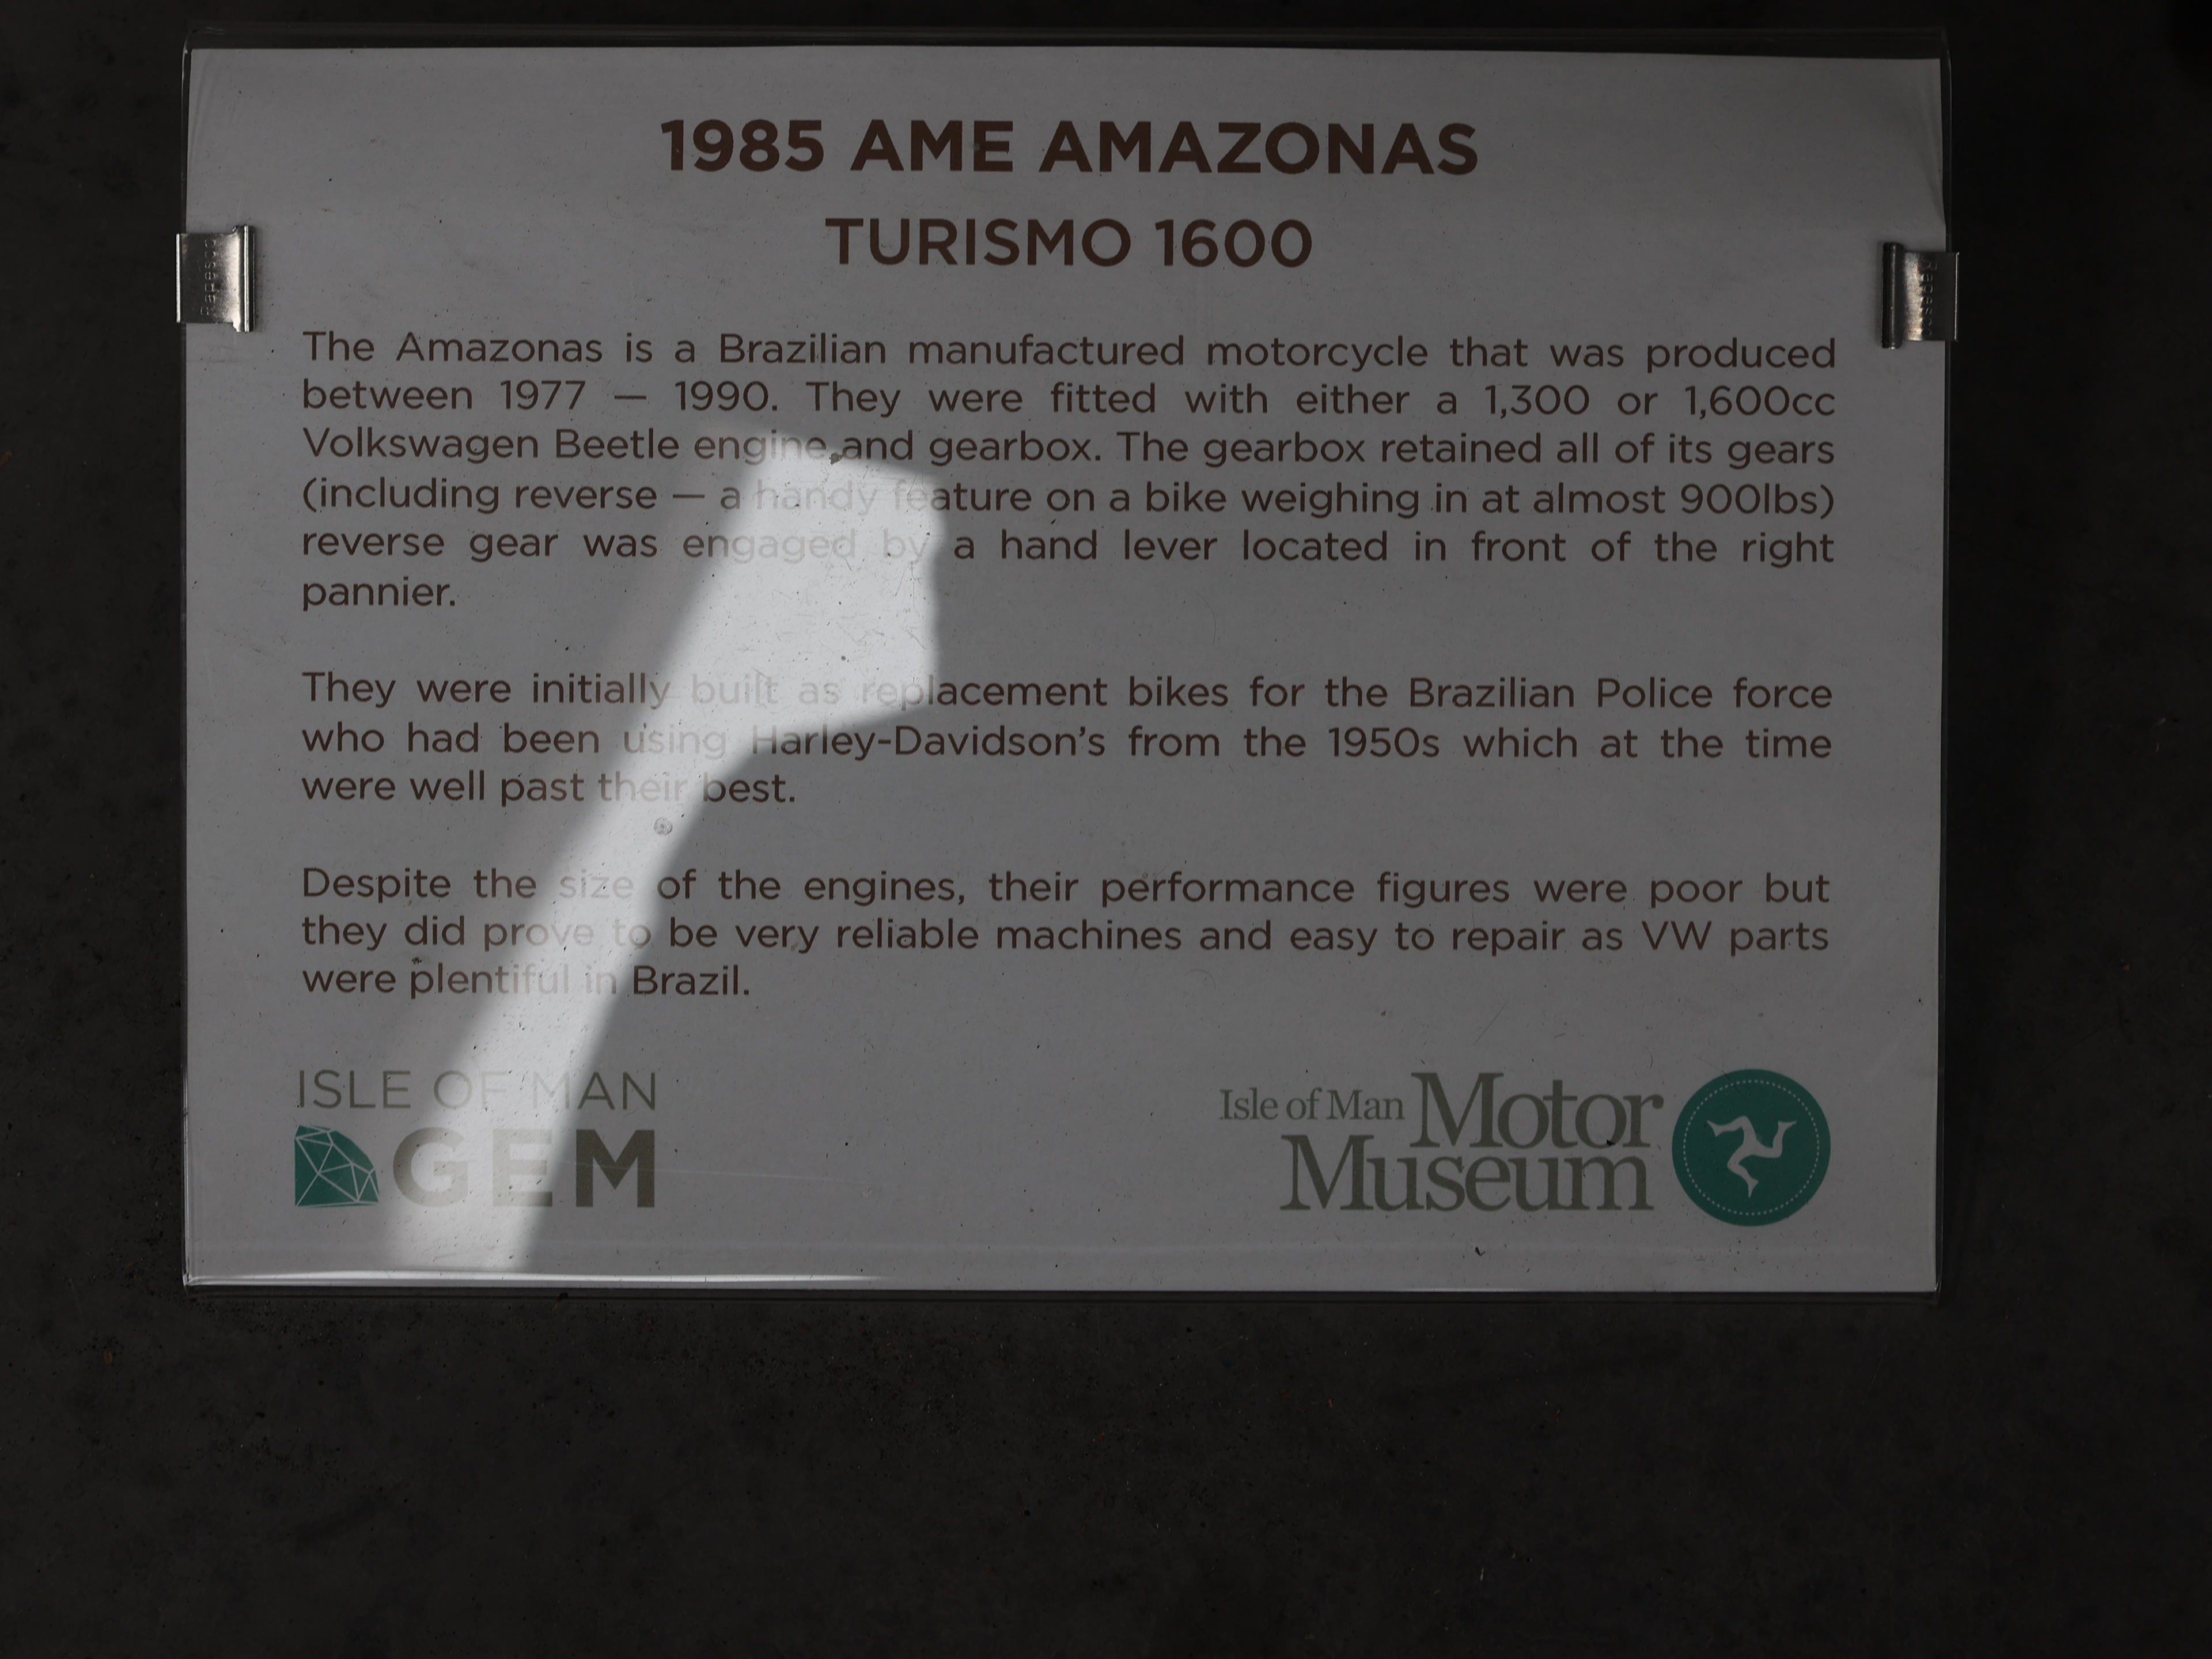 1985 AME AMAZONAS
TURISMO 1600
The Amazonas is a Brazilian manufactured motorcycle that was produced
between 1977 — 1990. They were fitted with either a 1,300 or 1,600cc
Volkswagen Beetle engine and gearbox. The gearbox retained all of its gears
(including reverse — a handy feature on a bike weighing in at almost 900lbs)
reverse gear was engaged by a hand lever located in front of the right
pannier.
They were initially built as replacement bikes for the Brazilian Police force
who had been using Harley-Davidson's from the 1950s which at the time
were well past their best.
Despite the size of the engines, their performance figures were poor but
they did prove to be very reliable machines and easy to repair as VW parts
were plentiful in Brazil.
ISLE OF MAN
GEM
Isle of Man Motor
Museum
Rapesco
Rapesco